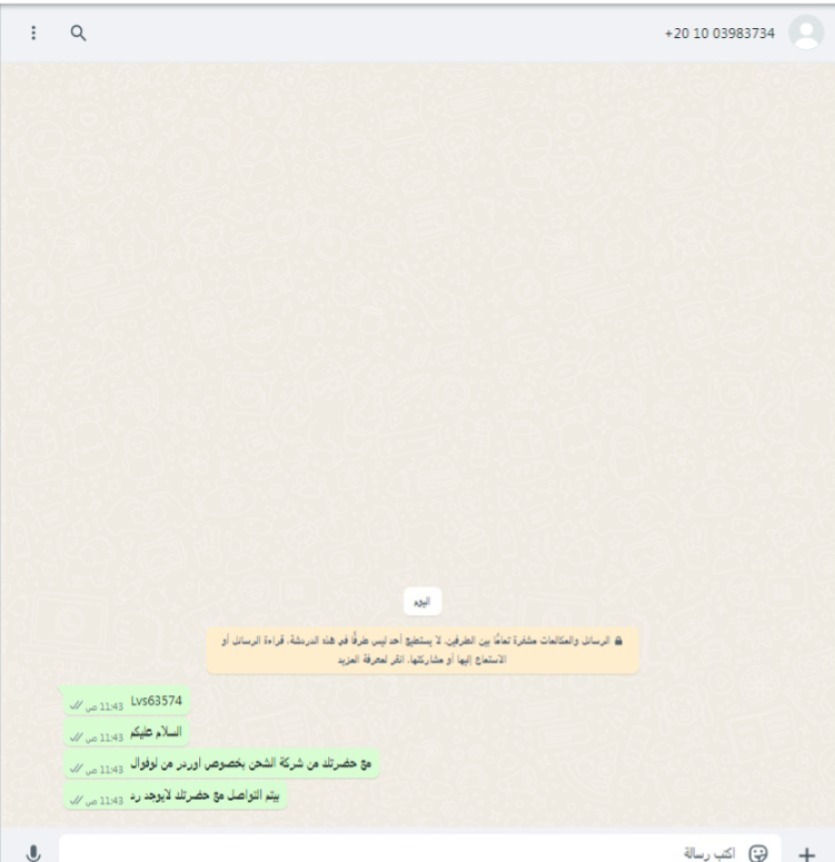 +20 10 03983734
اليوم
الرسائل والمكالمات مشفرة تمامًا بين الطرفين. لا يستطيع أحد ليس طرفًا في هذه الدردشة، قراءة الرسائل أو
الاستماع إليها أو مشاركتها. انقر لمعرفة المزيد
Lvs63574 11:43 ص
السلام عليكم 11:43 ص
مع حضرتك من شركة الشحن بخصوص اوردر من لوفوال 11:43 ص
بيتم التواصل مع حضرتك لايوجد رد 11:43 ص
اكتب رسالة